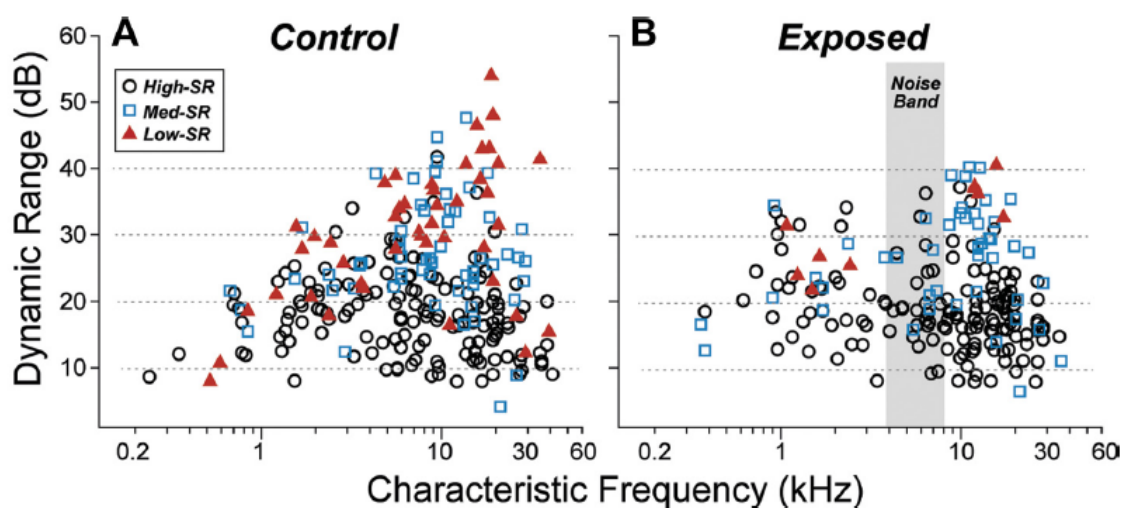 A Control
B Exposed
High-SR
Med-SR
Low-SR
Noise
Band
Dynamic Range (dB)
60
50
40
30
20
10
0.2 1 10 30 60
0.2 1 10 30 60
Characteristic Frequency (kHz)